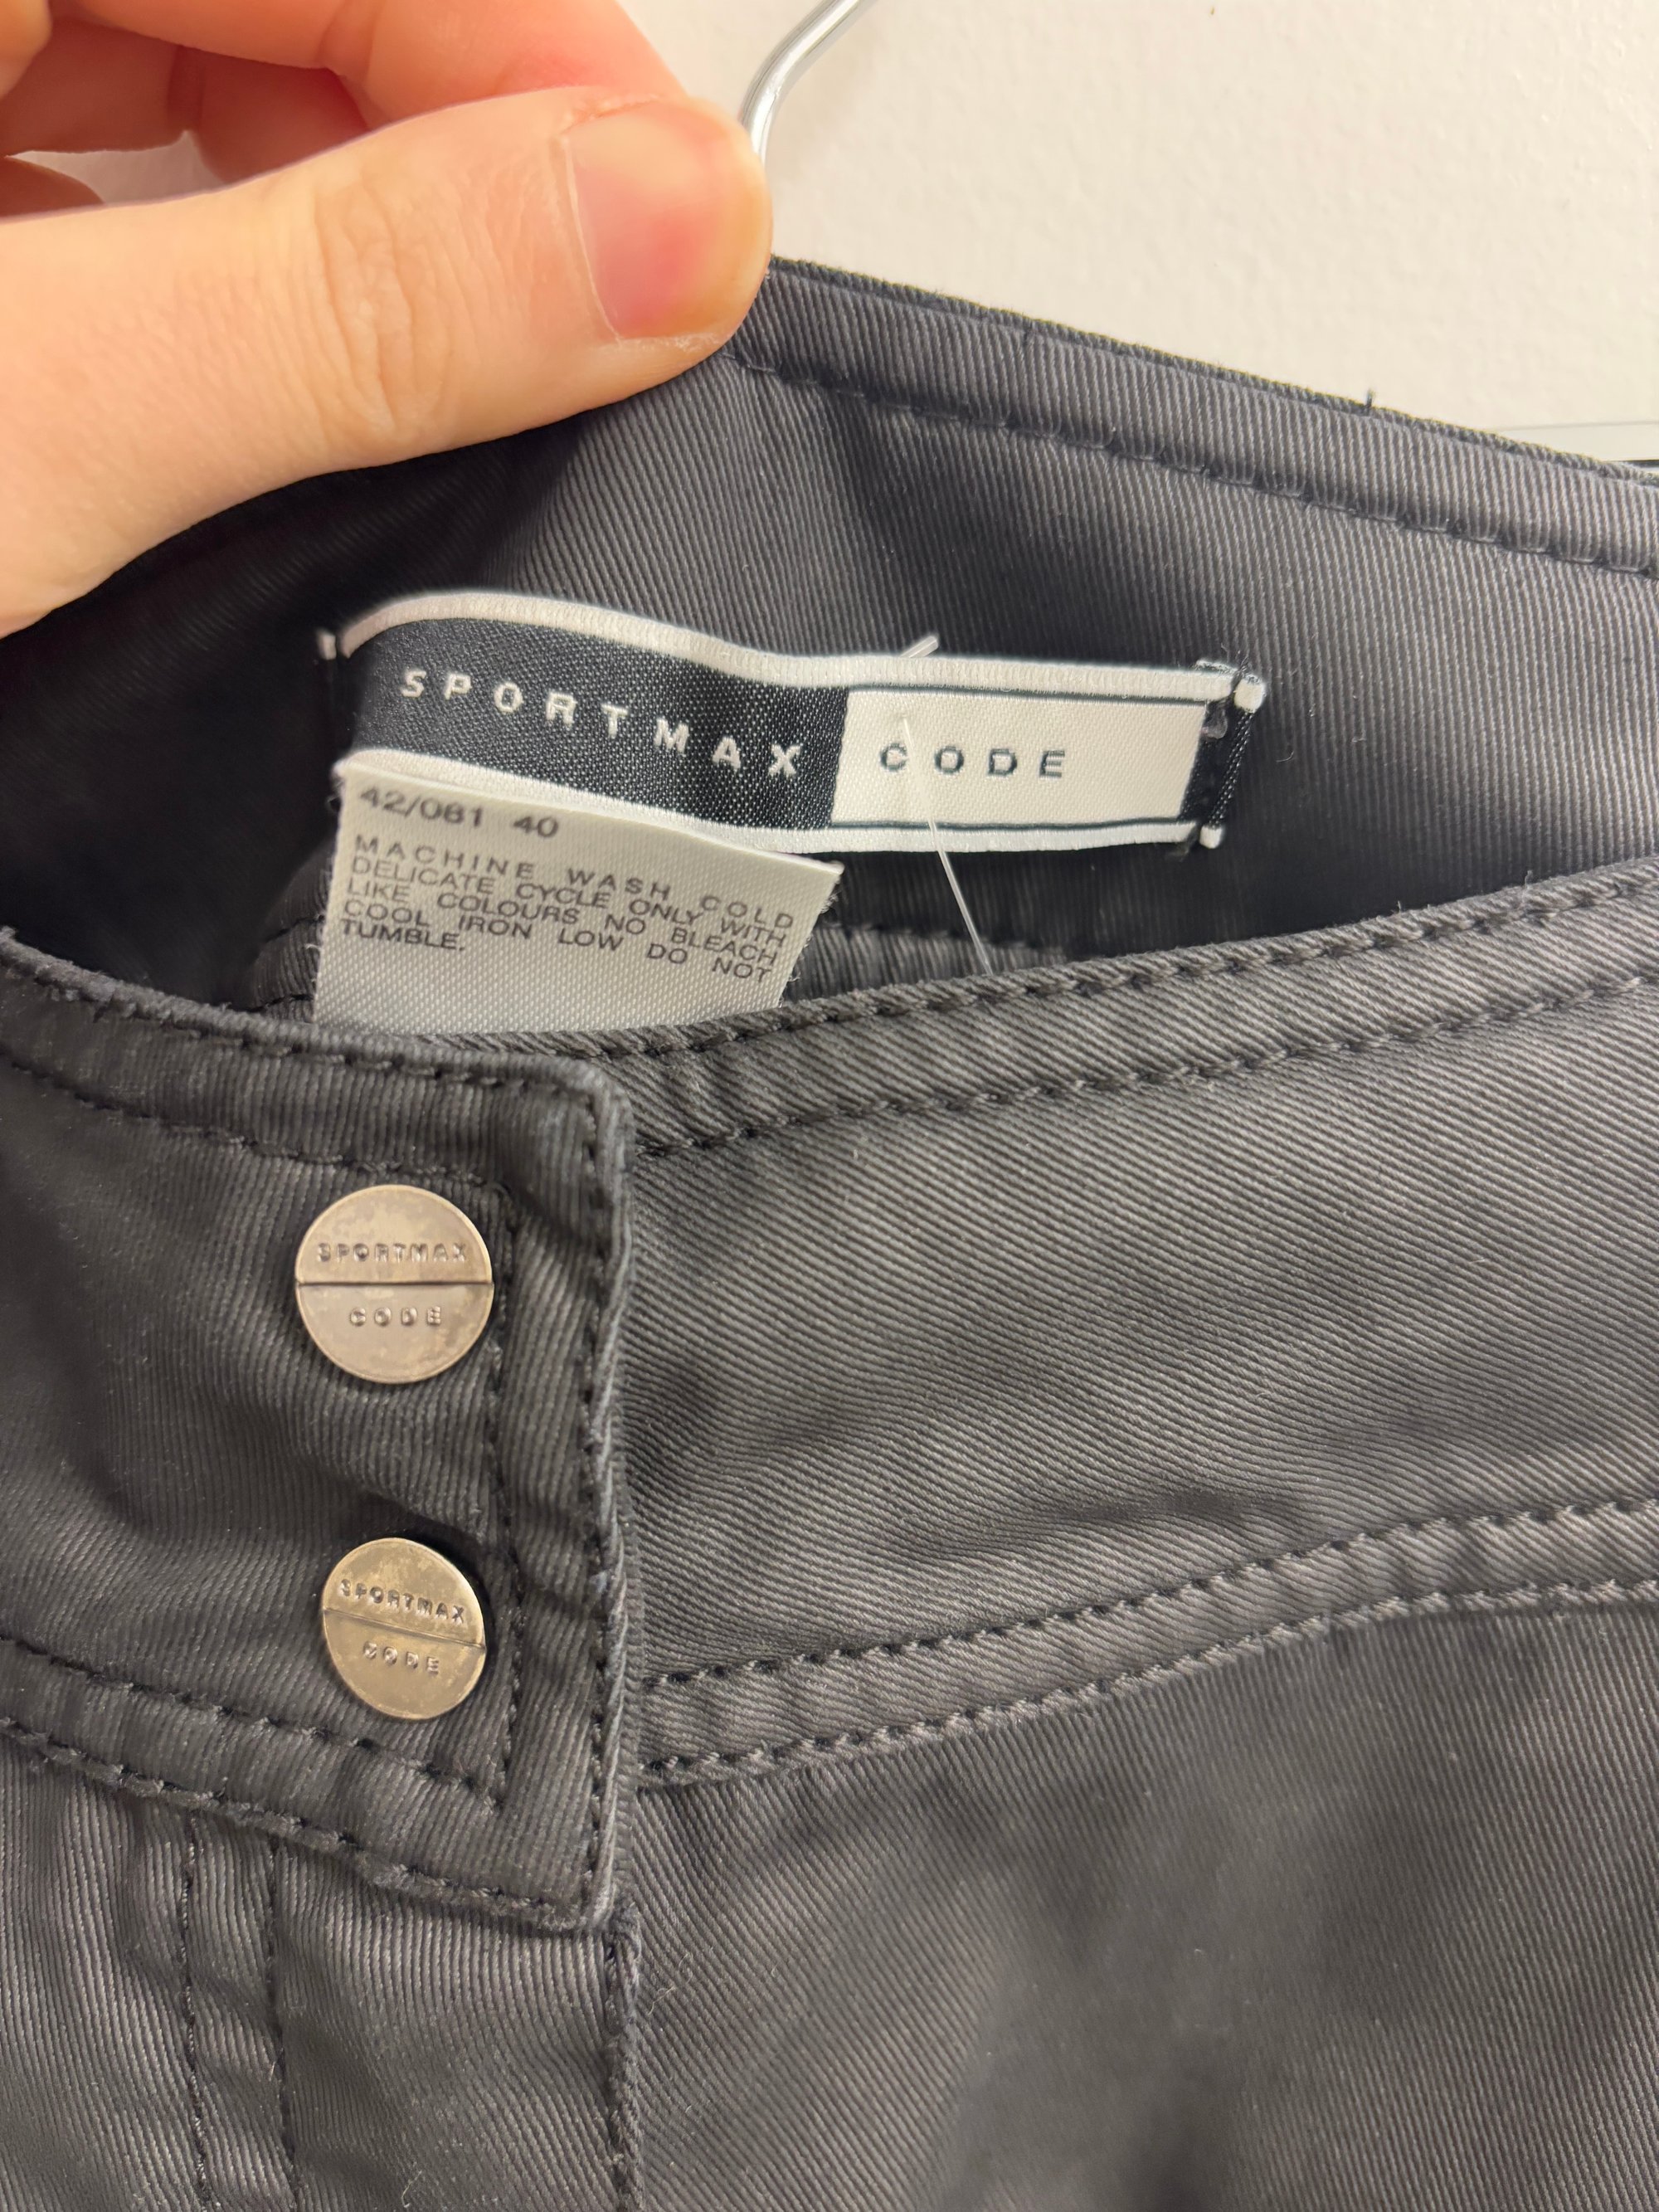 SPORTMAX CODE
42/081 40
MACHINE WASH COLD
DELICATE CYCLE ONLY WITH
LIKE COLOURS NO BLEACH
COOL IRON LOW DO NOT
TUMBLE.
SPORTMAX
CODE
SPORTMAX
CODE